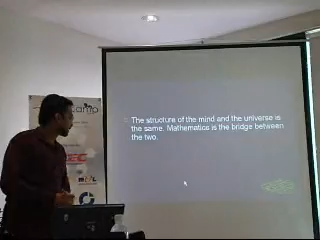 The structure of the mind and the universe is
the same. Mathematics is the bridge between
the two.